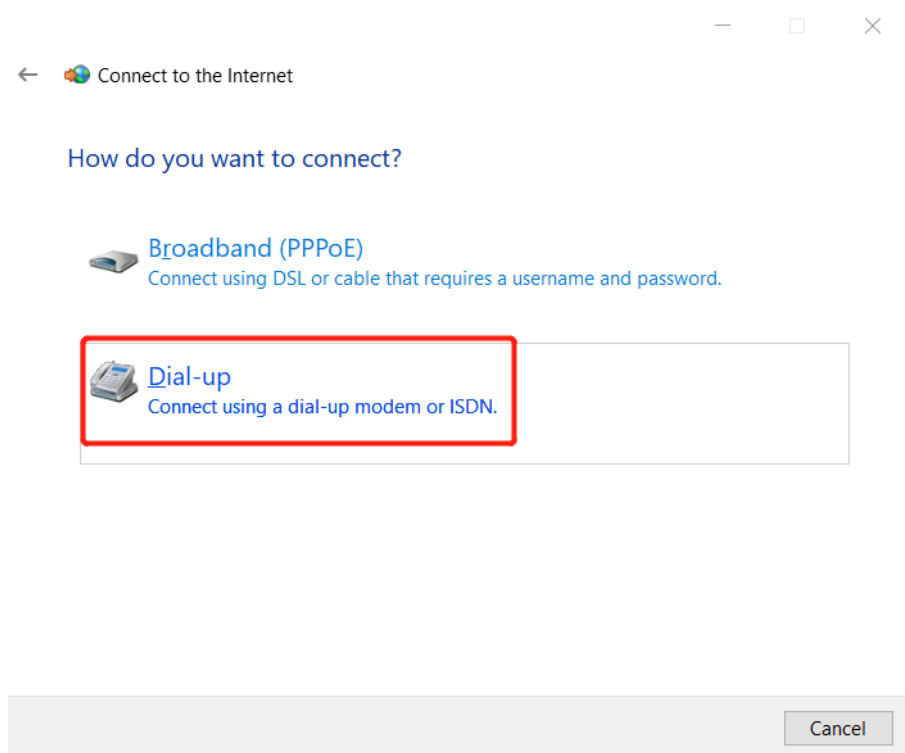 Connect to the Internet
How do you want to connect?
Broadband (PPPoE)
Connect using DSL or cable that requires a username and password.
Dial-up
Connect using a dial-up modem or ISDN.
Cancel